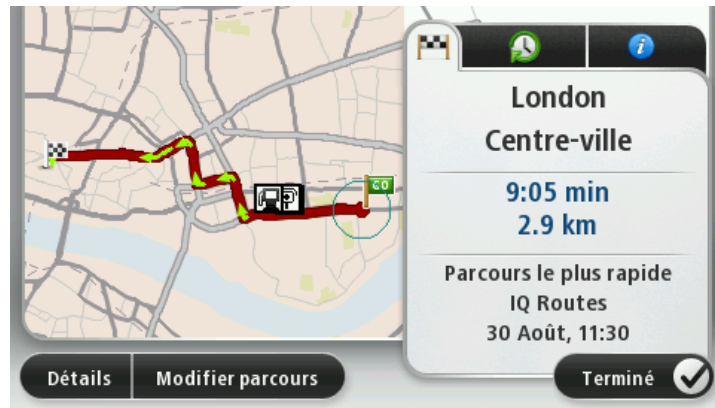 GO
London
Centre-ville
9:05 min
2.9 km
Parcours le plus rapide
IQ Routes
30 Août, 11:30
Détails
Modifier parcours
Terminé